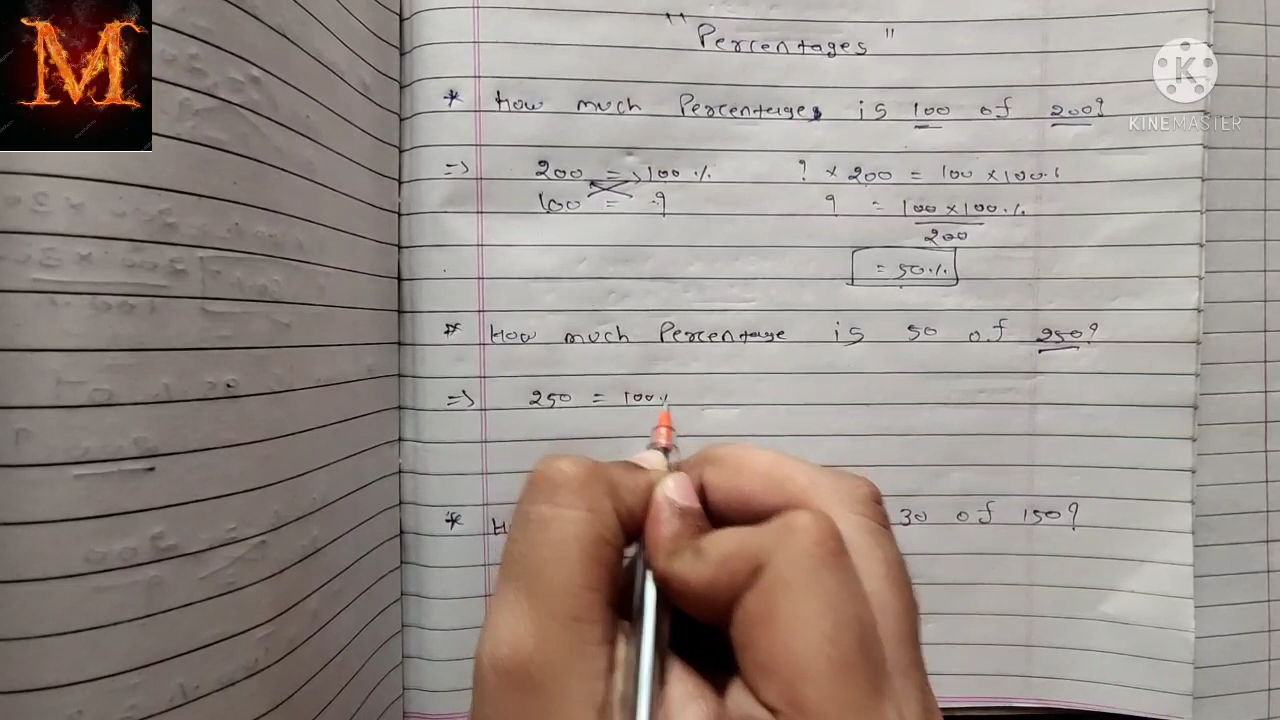 M
KINEMASTER
" Percentages "
* How much Percentages is 100 of 200?
=> 200 => 100% ? × 200 = 100 × 100%
100 = ? ? = 100 × 100%
200
= 50%
* How much Percentage is 50 of 250?
=> 250 = 100%
* 30 of 150?